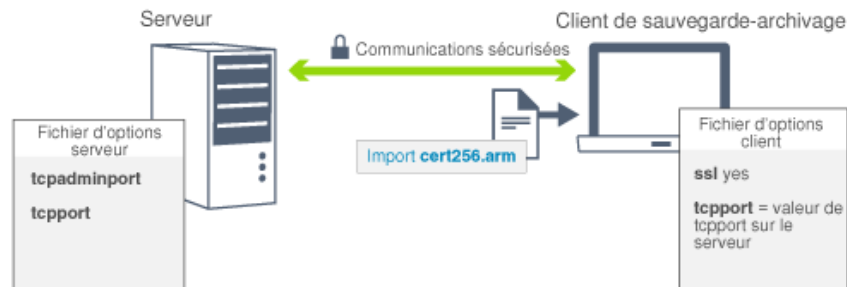 Serveur
Client de sauvegarde-archivage
Communications sécurisées
Fichier d'options
serveur
tcpadminport
tcpport
Import cert256.arm
Fichier d'options
client
ssl yes
tcpport = valeur de
tcpport sur le
serveur